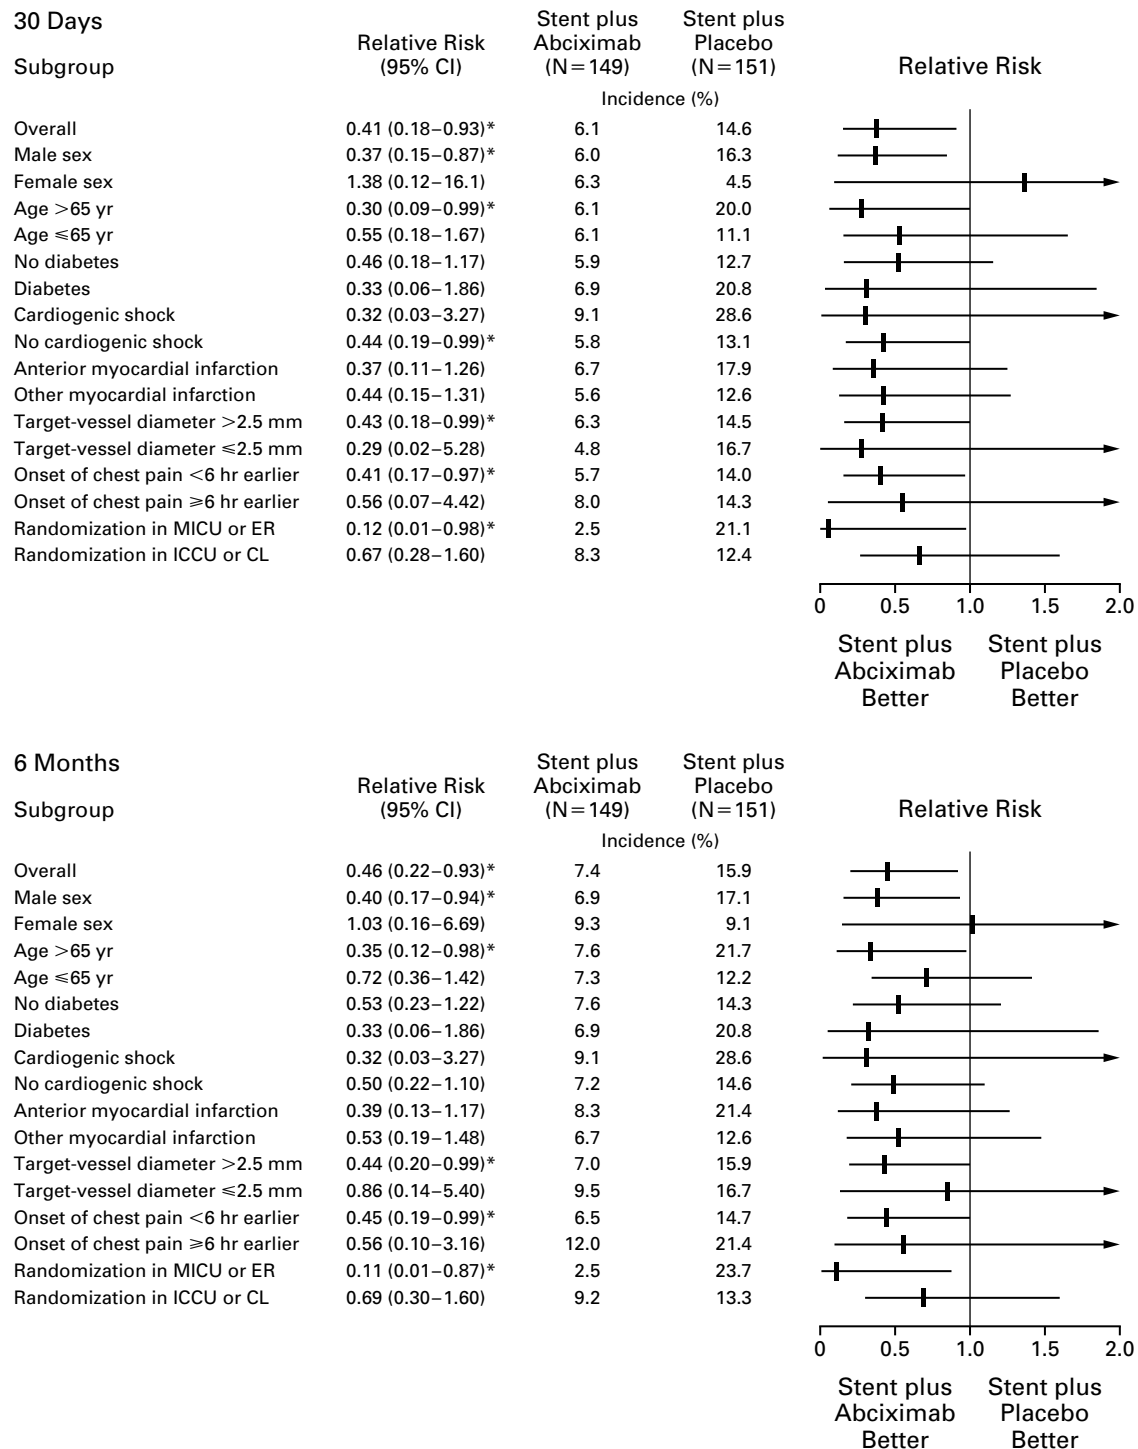 30 Days
Subgroup Relative Risk (95% CI) Stent plus Abciximab (N=149) Stent plus Placebo (N=151) Relative Risk
Incidence (%)
Overall 0.41 (0.18–0.93)* 6.1 14.6
Male sex 0.37 (0.15–0.87)* 6.0 16.3
Female sex 1.38 (0.12–16.1) 6.3 4.5
Age >65 yr 0.30 (0.09–0.99)* 6.1 20.0
Age ≤65 yr 0.55 (0.18–1.67) 6.1 11.1
No diabetes 0.46 (0.18–1.17) 5.9 12.7
Diabetes 0.33 (0.06–1.86) 6.9 20.8
Cardiogenic shock 0.32 (0.03–3.27) 9.1 28.6
No cardiogenic shock 0.44 (0.19–0.99)* 5.8 13.1
Anterior myocardial infarction 0.37 (0.11–1.26) 6.7 17.9
Other myocardial infarction 0.44 (0.15–1.31) 5.6 12.6
Target-vessel diameter >2.5 mm 0.43 (0.18–0.99)* 6.3 14.5
Target-vessel diameter ≤2.5 mm 0.29 (0.02–5.28) 4.8 16.7
Onset of chest pain <6 hr earlier 0.41 (0.17–0.97)* 5.7 14.0
Onset of chest pain ≥6 hr earlier 0.56 (0.07–4.42) 8.0 14.3
Randomization in MICU or ER 0.12 (0.01–0.98)* 2.5 21.1
Randomization in ICCU or CL 0.67 (0.28–1.60) 8.3 12.4
0 0.5 1.0 1.5 2.0
Stent plus Abciximab Better Stent plus Placebo Better
6 Months
Subgroup Relative Risk (95% CI) Stent plus Abciximab (N=149) Stent plus Placebo (N=151) Relative Risk
Incidence (%)
Overall 0.46 (0.22–0.93)* 7.4 15.9
Male sex 0.40 (0.17–0.94)* 6.9 17.1
Female sex 1.03 (0.16–6.69) 9.3 9.1
Age >65 yr 0.35 (0.12–0.98)* 7.6 21.7
Age ≤65 yr 0.72 (0.36–1.42) 7.3 12.2
No diabetes 0.53 (0.23–1.22) 7.6 14.3
Diabetes 0.33 (0.06–1.86) 6.9 20.8
Cardiogenic shock 0.32 (0.03–3.27) 9.1 28.6
No cardiogenic shock 0.50 (0.22–1.10) 7.2 14.6
Anterior myocardial infarction 0.39 (0.13–1.17) 8.3 21.4
Other myocardial infarction 0.53 (0.19–1.48) 6.7 12.6
Target-vessel diameter >2.5 mm 0.44 (0.20–0.99)* 7.0 15.9
Target-vessel diameter ≤2.5 mm 0.86 (0.14–5.40) 9.5 16.7
Onset of chest pain <6 hr earlier 0.45 (0.19–0.99)* 6.5 14.7
Onset of chest pain ≥6 hr earlier 0.56 (0.10–3.16) 12.0 21.4
Randomization in MICU or ER 0.11 (0.01–0.87)* 2.5 23.7
Randomization in ICCU or CL 0.69 (0.30–1.60) 9.2 13.3
0 0.5 1.0 1.5 2.0
Stent plus Abciximab Better Stent plus Placebo Better